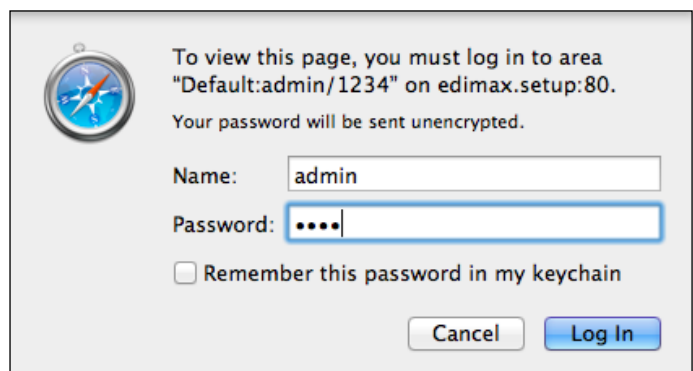 To view this page, you must log in to area
“Default:admin/1234” on edimax.setup:80.
Your password will be sent unencrypted.
Name: admin
Password: ••••
Remember this password in my keychain
Cancel Log In